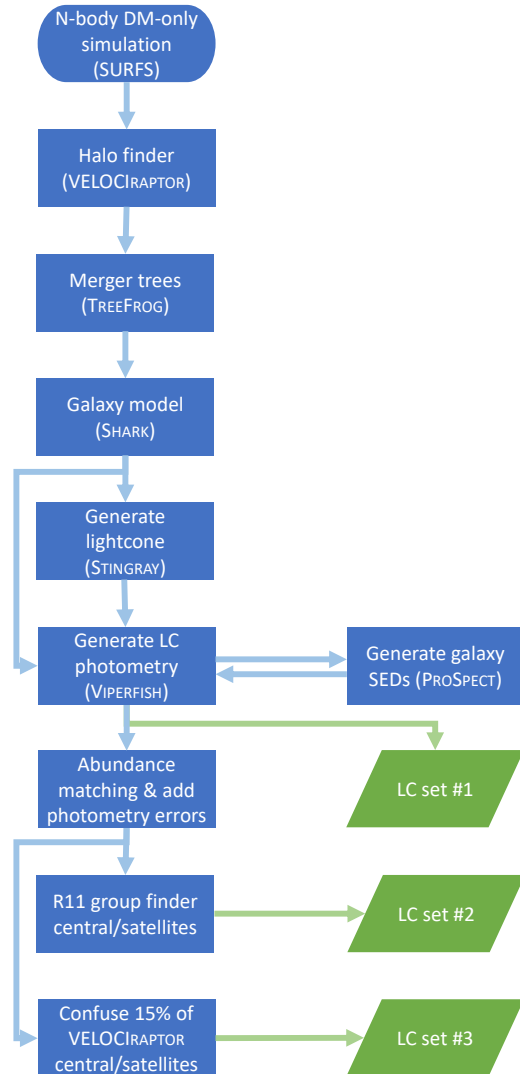 N-body DM-only
simulation
(SURFS)
Halo finder
(VELOCIRAPTOR)
Merger trees
(TREEFROG)
Galaxy model
(SHARK)
Generate
lightcone
(STINGRAY)
Generate LC
photometry
(VIPERFISH)
Generate galaxy
SEDs (PROSPECT)
Abundance
matching & add
photometry errors
LC set #1
R11 group finder
central/satellites
LC set #2
Confuse 15% of
VELOCIRAPTOR
central/satellites
LC set #3